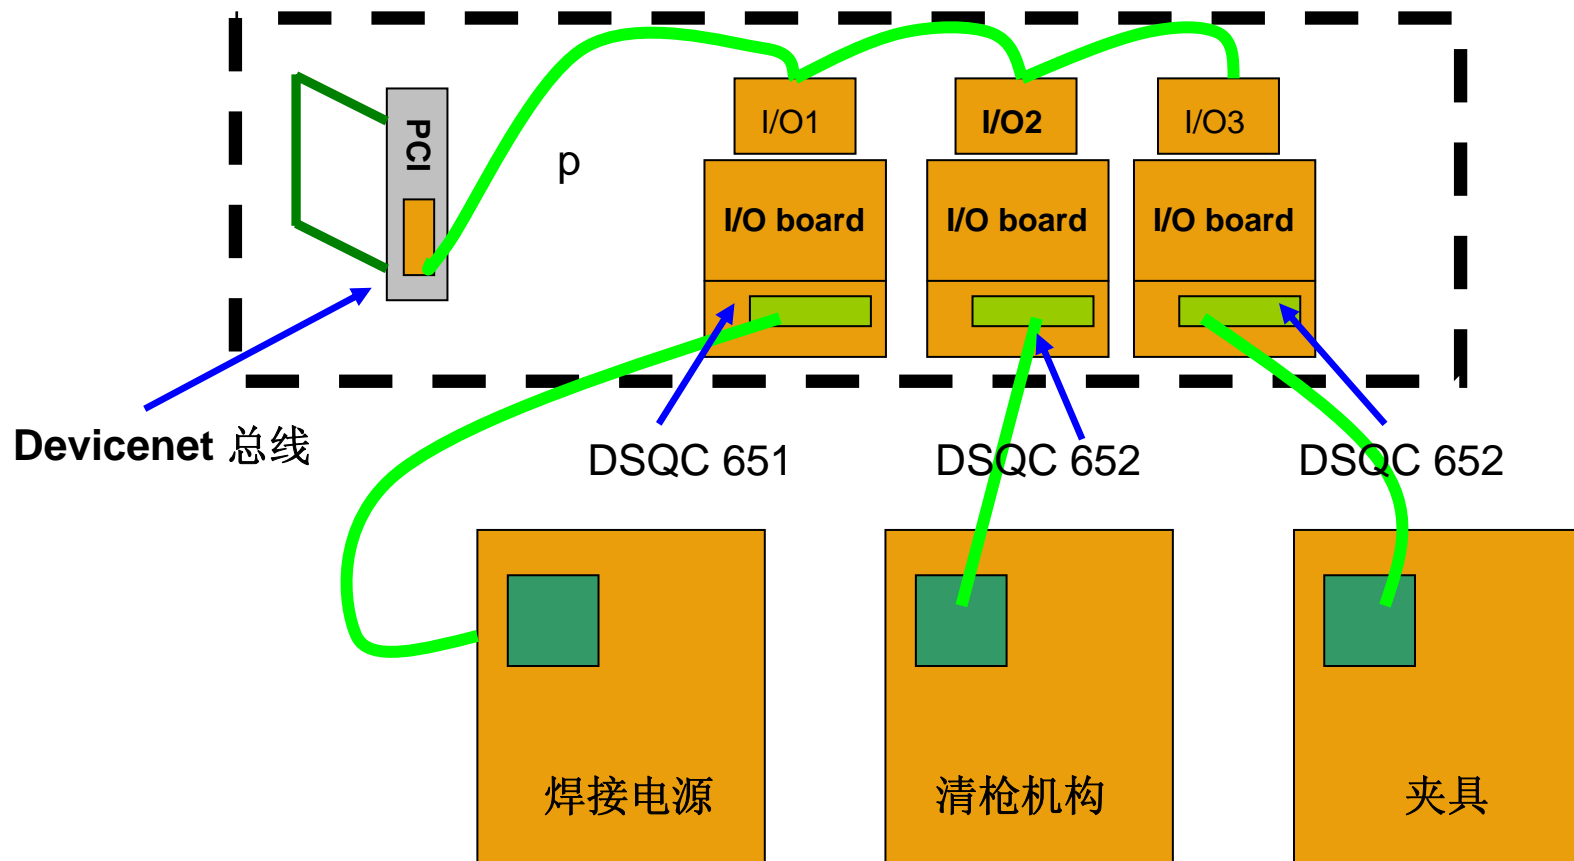 PCI
p
I/O1
I/O2
I/O3
I/O board
I/O board
I/O board
Devicenet 总线
DSQC 651
DSQC 652
DSQC 652
焊接电源
清枪机构
夹具